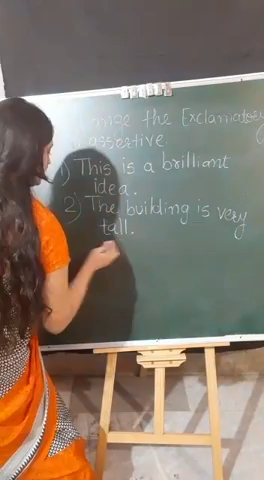 the Exclamatory
assertive.
1) This is a brilliant
idea.
2) The building is very
tall.